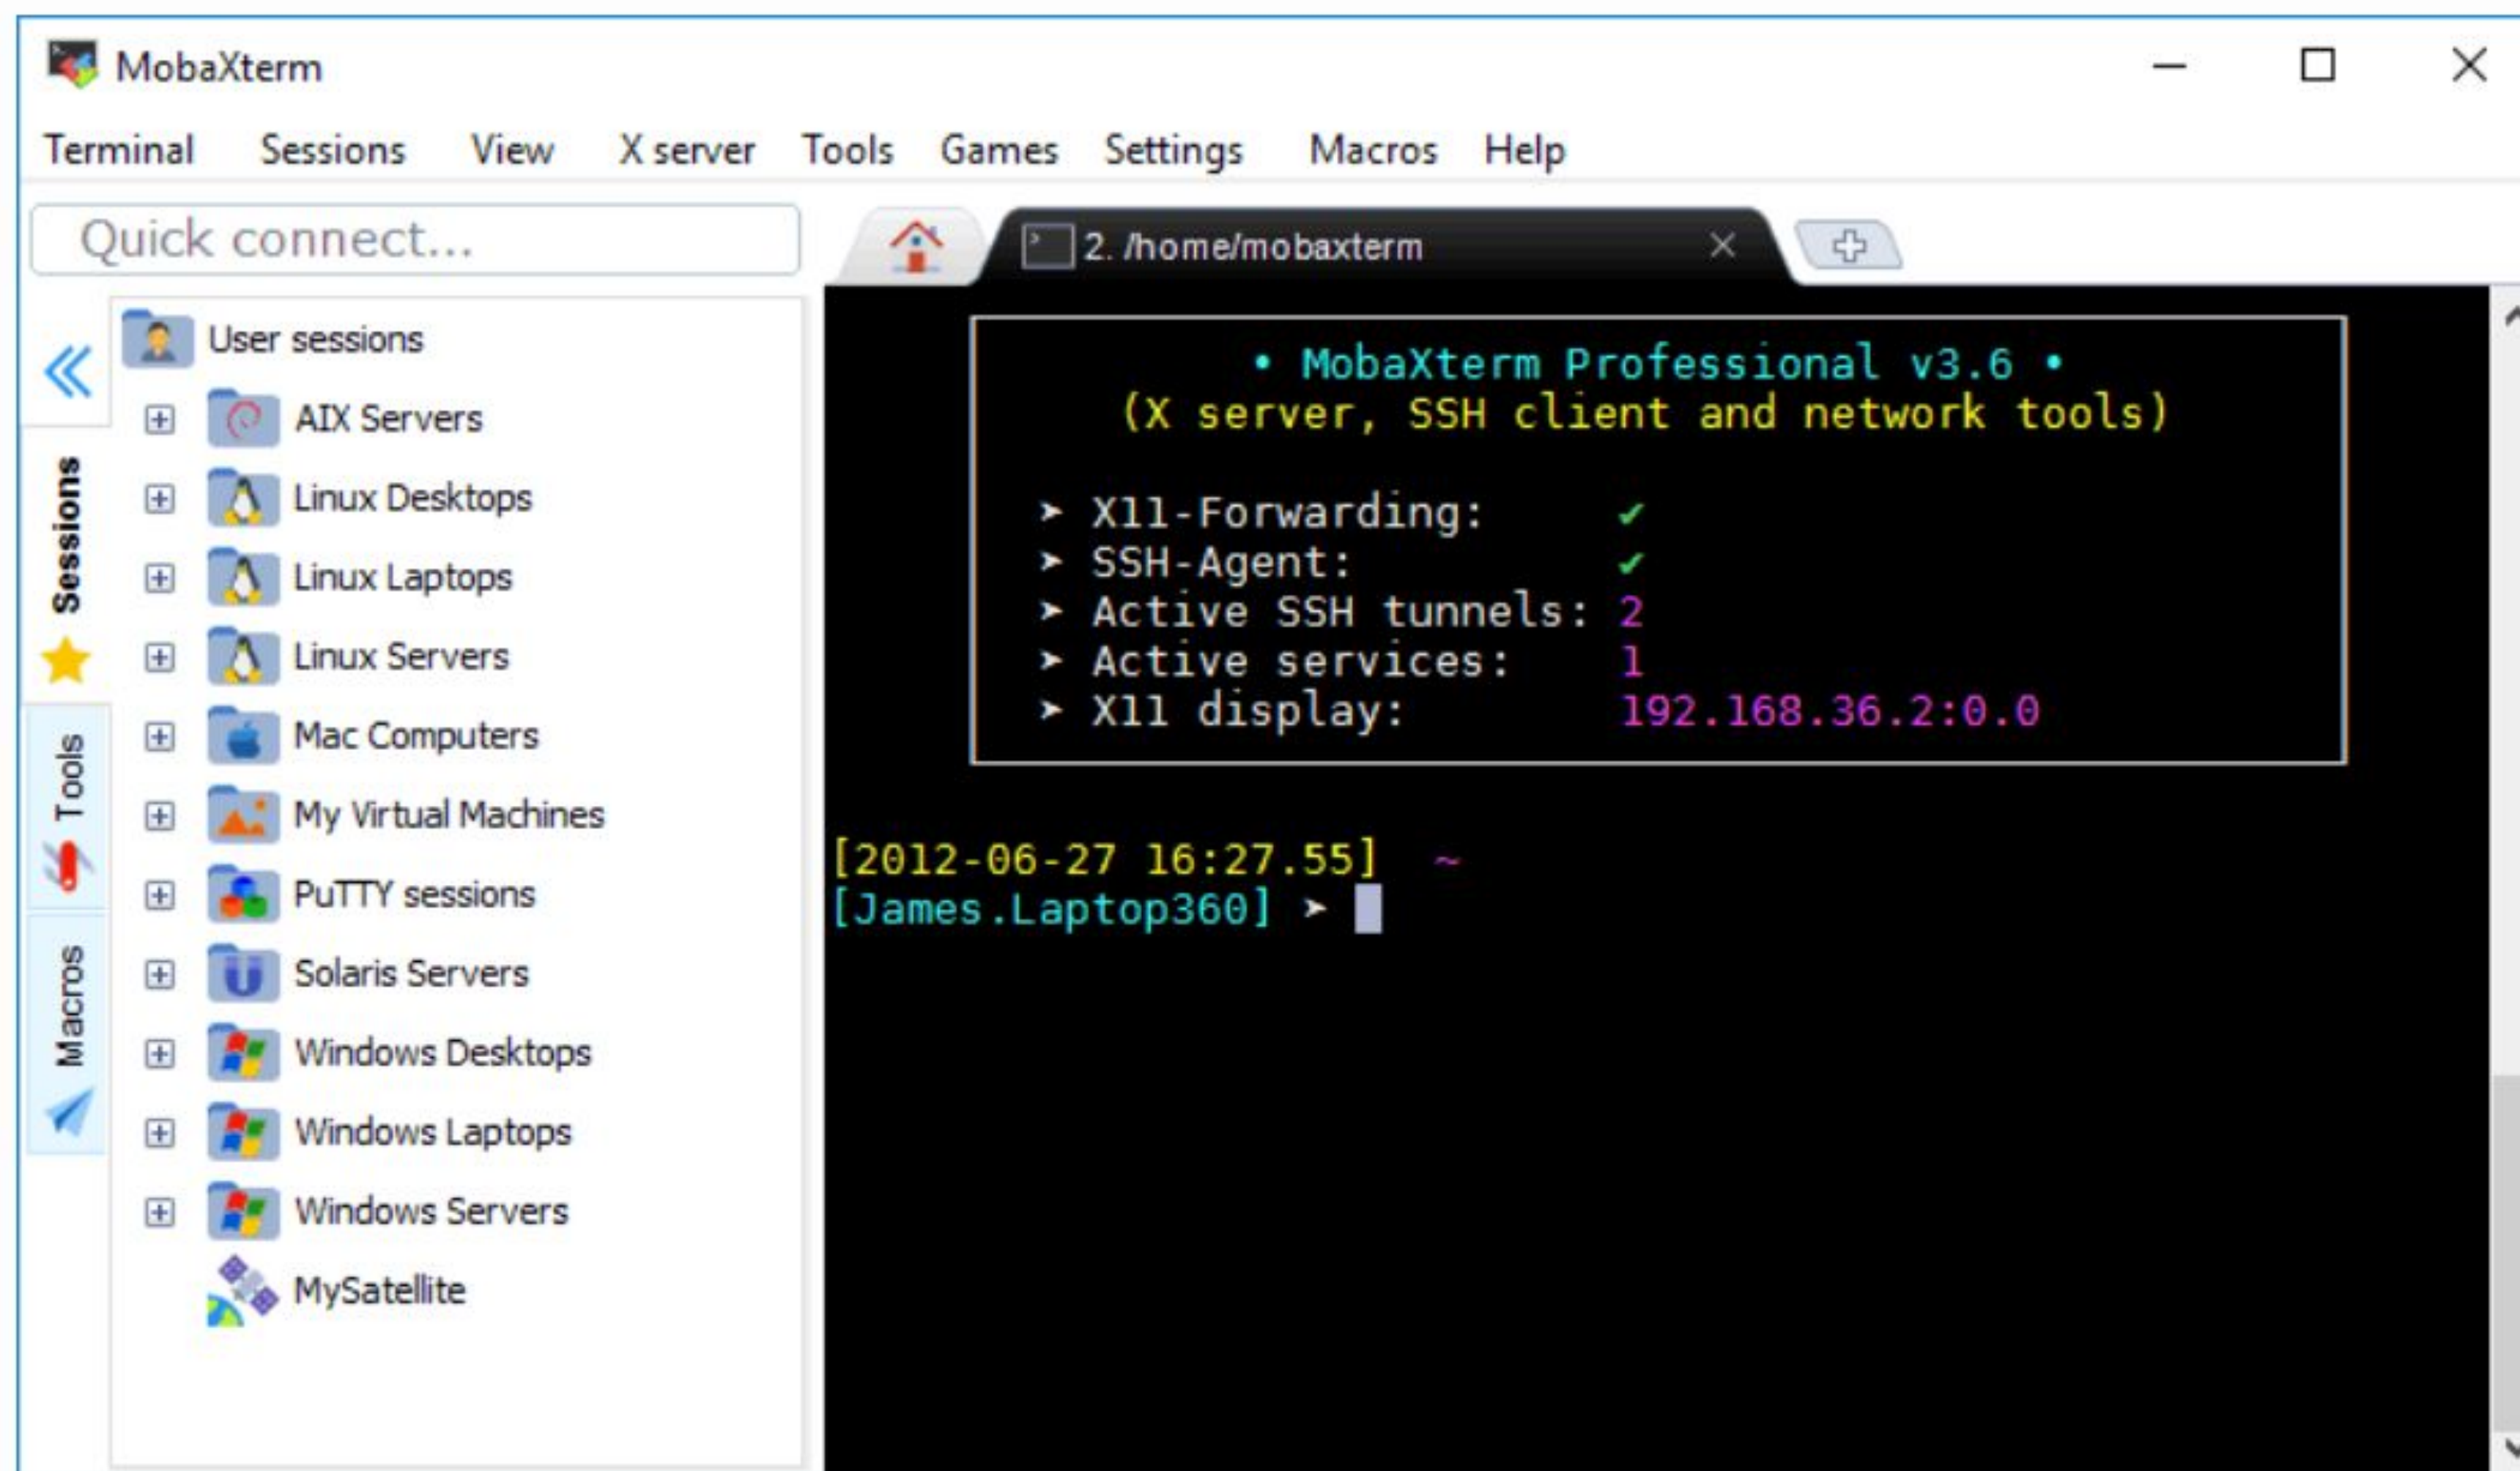 MobaXterm
Terminal Sessions View X server Tools Games Settings Macros Help
Quick connect...
2. /home/mobaxterm
Sessions
Tools
Macros
User sessions
AIX Servers
Linux Desktops
Linux Laptops
Linux Servers
Mac Computers
My Virtual Machines
PuTTY sessions
Solaris Servers
Windows Desktops
Windows Laptops
Windows Servers
MySatellite
• MobaXterm Professional v3.6 •
(X server, SSH client and network tools)
➤ X11-Forwarding: ✔
➤ SSH-Agent: ✔
➤ Active SSH tunnels: 2
➤ Active services: 1
➤ X11 display: 192.168.36.2:0.0
[2012-06-27 16:27.55] ~
[James.Laptop360] ➤